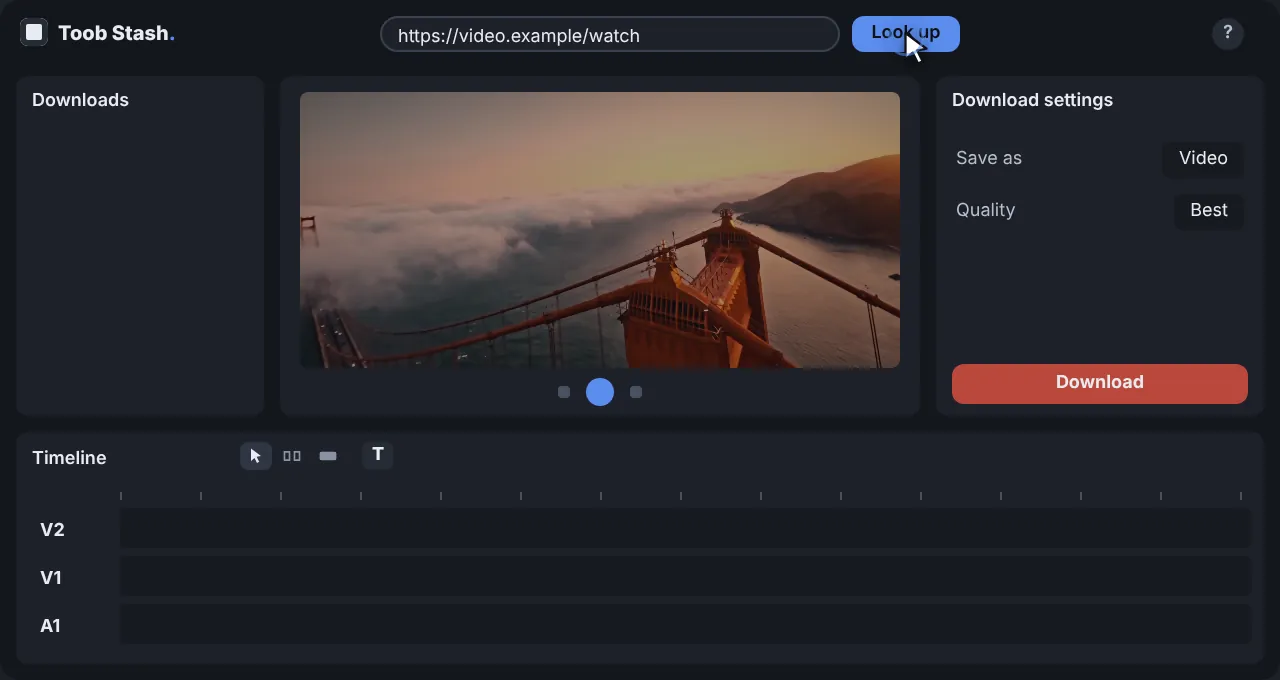 Toob Stash.
https://video.example/watch
Look up
?
Downloads
Download settings
Save as
Video
Quality
Best
Download
Timeline
T
V2
V1
A1